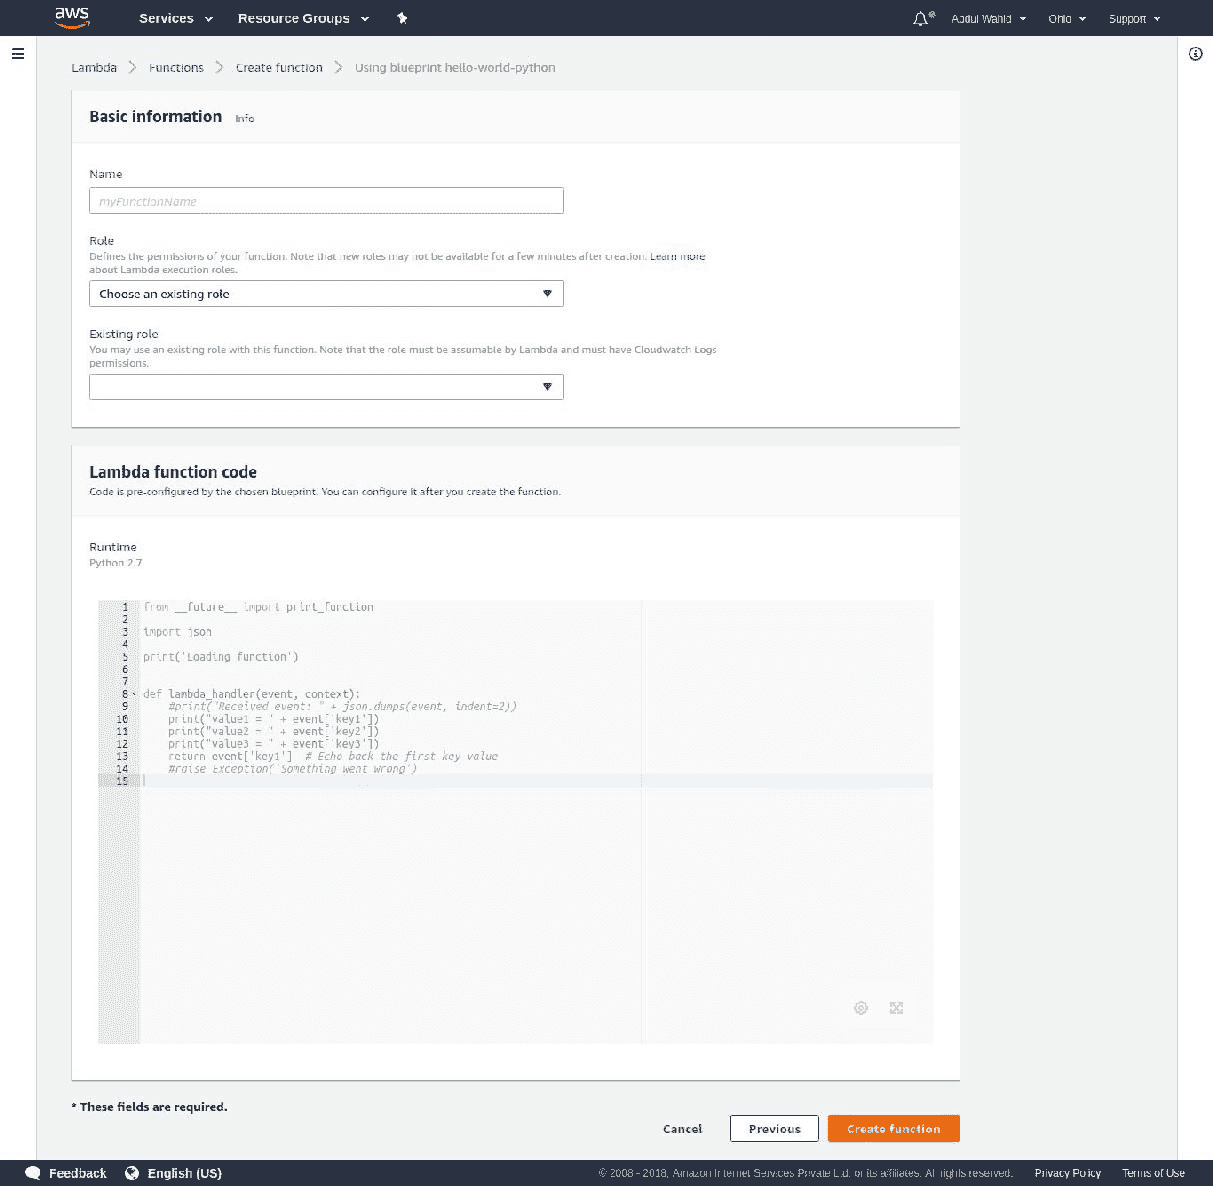 aws Services Resource Groups Abdul Wahid Ohio Support
Lambda Functions Create function Using blueprint hello-world-python
Basic information Info
Name
myFunctionName
Role
Defines the permissions of your function. Note that new roles may not be available for a few minutes after creation. Learn more
about Lambda execution roles.
Choose an existing role
Existing role
You may use an existing role with this function. Note that the role must be assumable by Lambda and must have Cloudwatch Logs
permissions.
Lambda function code
Code is pre-configured by the chosen blueprint. You can configure it after you create the function.
Runtime
Python 2.7
1 from __future__ import print_function
2
3 import json
4
5 print('Loading function')
6
7
8 def lambda_handler(event, context):
9 #print("Received event: " + json.dumps(event, indent=2))
10 print("value1 = " + event['key1'])
11 print("value2 = " + event['key2'])
12 print("value3 = " + event['key3'])
13 return event['key1'] # Echo back the first key value
14 #raise Exception('Something went wrong')
15
* These fields are required.
Cancel Previous Create function
Feedback English (US) © 2008 - 2018, Amazon Internet Services Private Ltd. or its affiliates. All rights reserved. Privacy Policy Terms of Use